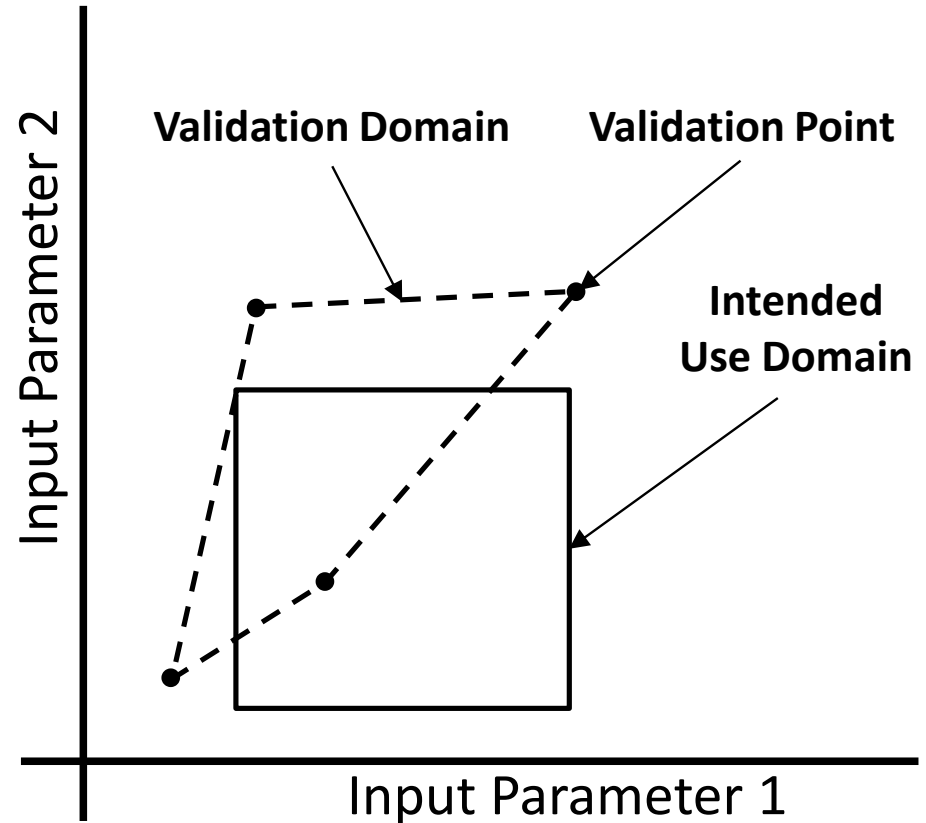 Validation Domain
Validation Point
Intended
Use Domain
Input Parameter 2
Input Parameter 1